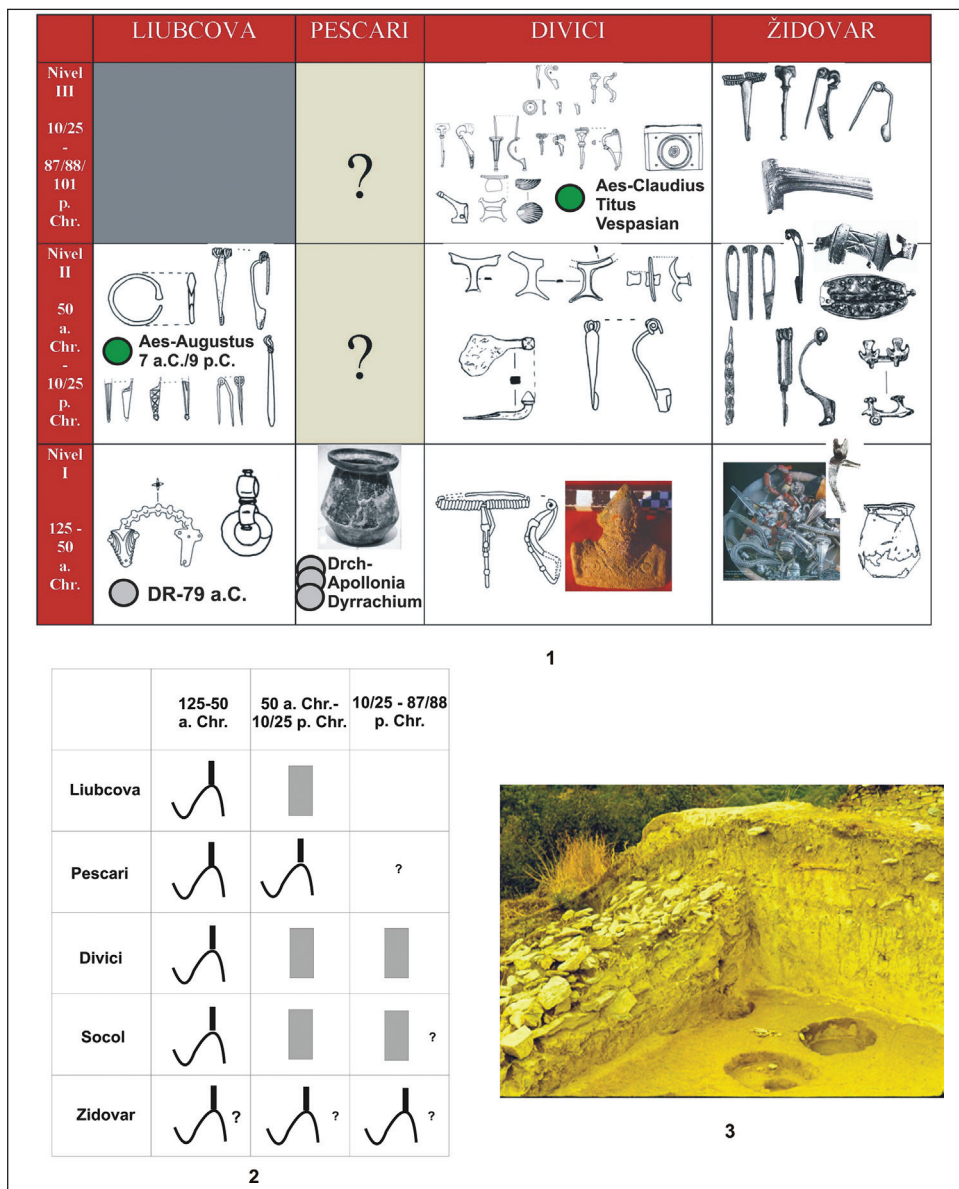 LIUBCOVA PESCARI DIVICI ŽIDOVAR
Nivel
III
10/25
-
87/88/
101
p.
Chr.
?
Aes-Claudius
Titus
Vespasian
Nivel
II
50
a.
Chr.
-
10/25
p.
Chr.
Aes-Augustus
7 a.C./9 p.C.
?
Nivel
I
125 -
50
a.
Chr.
DR-79 a.C.
Drch-
Apollonia
Dyrrachium
1
125-50
a. Chr.
50 a. Chr.-
10/25 p. Chr.
10/25 - 87/88
p. Chr.
Liubcova
Pescari
?
Divici
Socol
?
Zidovar
?
?
?
2
3